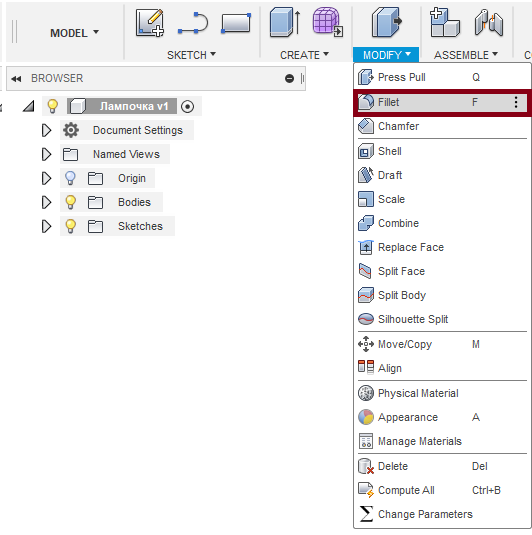 MODEL
SKETCH
CREATE
MODIFY
ASSEMBLE
BROWSER
Лампочка v1
Document Settings
Named Views
Origin
Bodies
Sketches
Press Pull Q
Fillet F
Chamfer
Shell
Draft
Scale
Combine
Replace Face
Split Face
Split Body
Silhouette Split
Move/Copy M
Align
Physical Material
Appearance A
Manage Materials
Delete Del
Compute All Ctrl+B
Change Parameters